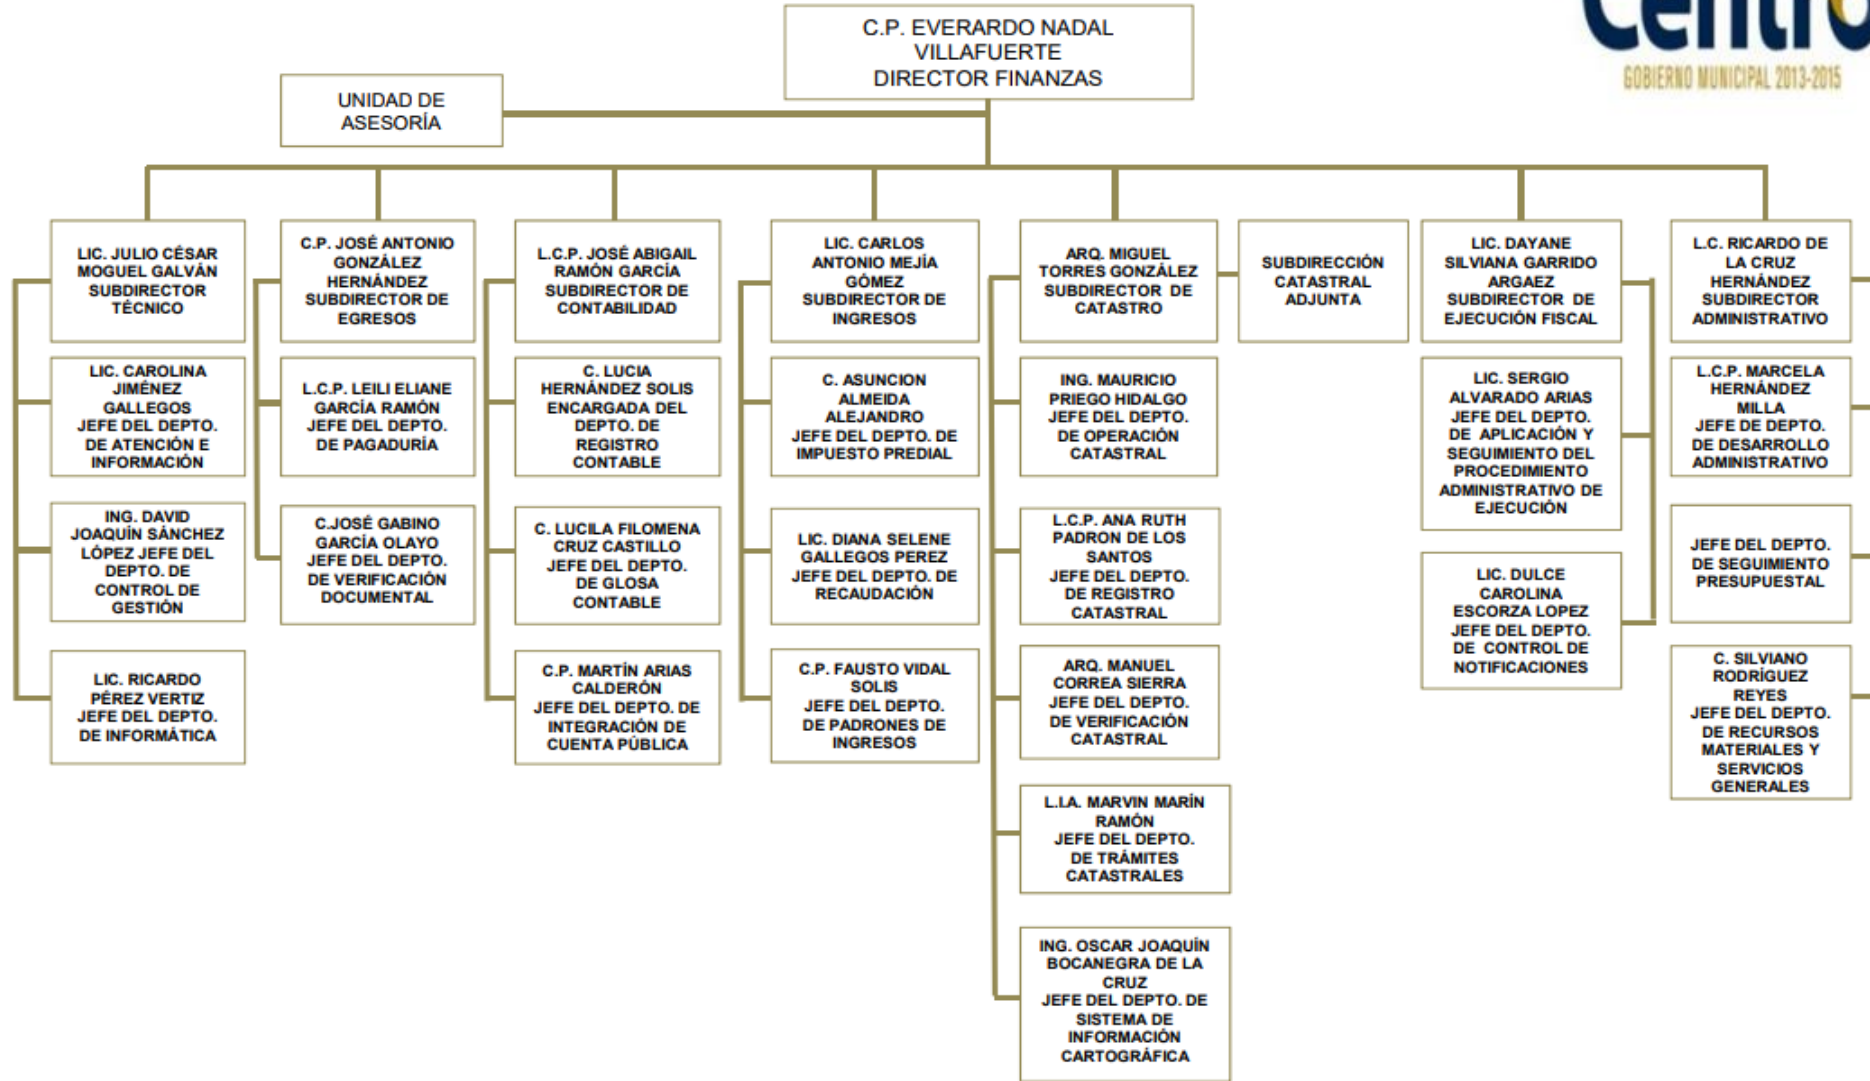 C.P. EVERARDO NADAL
VILLAFUERTE
DIRECTOR FINANZAS
Centro
GOBIERNO MUNICIPAL 2013-2015
UNIDAD DE
ASESORÍA
LIC. JULIO CÉSAR
MOGUEL GALVÁN
SUBDIRECTOR
TÉCNICO
C.P. JOSÉ ANTONIO
GONZÁLEZ
HERNÁNDEZ
SUBDIRECTOR DE
EGRESOS
L.C.P. JOSÉ ABIGAIL
RAMÓN GARCÍA
SUBDIRECTOR DE
CONTABILIDAD
LIC. CARLOS
ANTONIO MEJÍA
GÓMEZ
SUBDIRECTOR DE
INGRESOS
ARQ. MIGUEL
TORRES GONZÁLEZ
SUBDIRECTOR DE
CATASTRO
SUBDIRECCIÓN
CATASTRAL
ADJUNTA
LIC. DAYANE
SILVIANA GARRIDO
ARGAEZ
SUBDIRECTOR DE
EJECUCIÓN FISCAL
L.C. RICARDO DE
LA CRUZ
HERNÁNDEZ
SUBDIRECTOR
ADMINISTRATIVO
LIC. CAROLINA
JIMÉNEZ
GALLEGOS
JEFE DEL DEPTO.
DE ATENCIÓN E
INFORMACIÓN
L.C.P. LEILI ELIANE
GARCÍA RAMÓN
JEFE DEL DEPTO.
DE PAGADURÍA
C. LUCIA
HERNÁNDEZ SOLIS
ENCARGADA DEL
DEPTO. DE
REGISTRO
CONTABLE
C. ASUNCION
ALMEIDA
ALEJANDRO
JEFE DEL DEPTO. DE
IMPUESTO PREDIAL
ING. MAURICIO
PRIEGO HIDALGO
JEFE DEL DEPTO.
DE OPERACIÓN
CATASTRAL
LIC. SERGIO
ALVARADO ARIAS
JEFE DEL DEPTO.
DE APLICACIÓN Y
SEGUIMIENTO DEL
PROCEDIMIENTO
ADMINISTRATIVO DE
EJECUCIÓN
L.C.P. MARCELA
HERNÁNDEZ
MILLA
JEFE DE DEPTO.
DE DESARROLLO
ADMINISTRATIVO
ING. DAVID
JOAQUÍN SÁNCHEZ
LÓPEZ JEFE DEL
DEPTO. DE
CONTROL DE
GESTIÓN
C.JOSÉ GABINO
GARCÍA OLAYO
JEFE DEL DEPTO.
DE VERIFICACIÓN
DOCUMENTAL
C. LUCILA FILOMENA
CRUZ CASTILLO
JEFE DEL DEPTO.
DE GLOSA
CONTABLE
LIC. DIANA SELENE
GALLEGOS PEREZ
JEFE DEL DEPTO. DE
RECAUDACIÓN
L.C.P. ANA RUTH
PADRON DE LOS
SANTOS
JEFE DEL DEPTO.
DE REGISTRO
CATASTRAL
LIC. DULCE
CAROLINA
ESCORZA LOPEZ
JEFE DEL DEPTO.
DE CONTROL DE
NOTIFICACIONES
JEFE DEL DEPTO.
DE SEGUIMIENTO
PRESUPUESTAL
LIC. RICARDO
PÉREZ VERTIZ
JEFE DEL DEPTO.
DE INFORMÁTICA
C.P. MARTÍN ARIAS
CALDERÓN
JEFE DEL DEPTO. DE
INTEGRACIÓN DE
CUENTA PÚBLICA
C.P. FAUSTO VIDAL
SOLIS
JEFE DEL DEPTO.
DE PADRONES DE
INGRESOS
ARQ. MANUEL
CORREA SIERRA
JEFE DEL DEPTO.
DE VERIFICACIÓN
CATASTRAL
C. SILVIANO
RODRÍGUEZ
REYES
JEFE DEL DEPTO.
DE RECURSOS
MATERIALES Y
SERVICIOS
GENERALES
L.I.A. MARVIN MARÍN
RAMÓN
JEFE DEL DEPTO.
DE TRÁMITES
CATASTRALES
ING. OSCAR JOAQUÍN
BOCANEGRA DE LA
CRUZ
JEFE DEL DEPTO. DE
SISTEMA DE
INFORMACIÓN
CARTOGRÁFICA